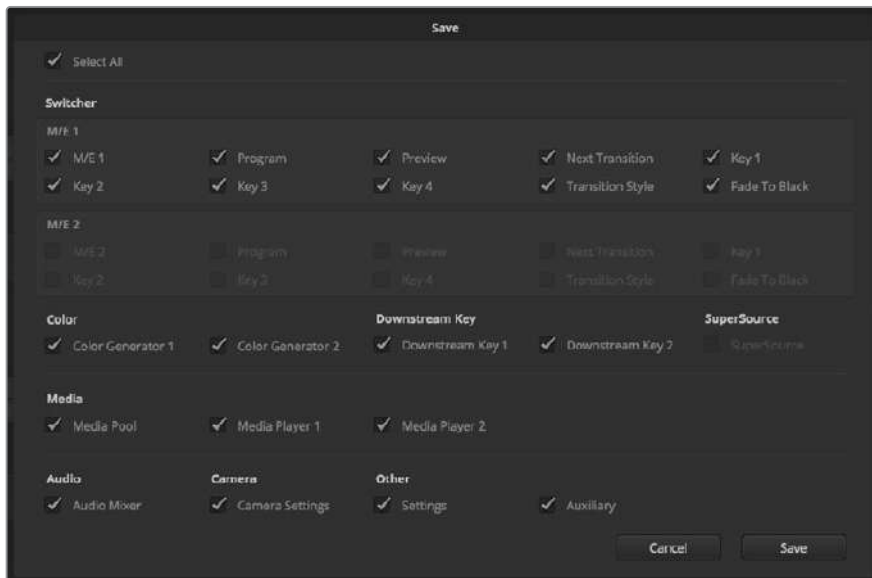 Save
Select All
Switcher
M/E 1
M/E 1 Program Preview Next Transition Key 1
Key 2 Key 3 Key 4 Transition Style Fade To Black
M/E 2
M/E 2 Program Preview Next Transition Key 1
Key 2 Key 3 Key 4 Transition Style Fade To Black
Color Downstream Key SuperSource
Color Generator 1 Color Generator 2 Downstream Key 1 Downstream Key 2 SuperSource
Media
Media Pool Media Player 1 Media Player 2
Audio Camera Other
Audio Mixer Camera Settings Settings Auxiliary
Cancel Save